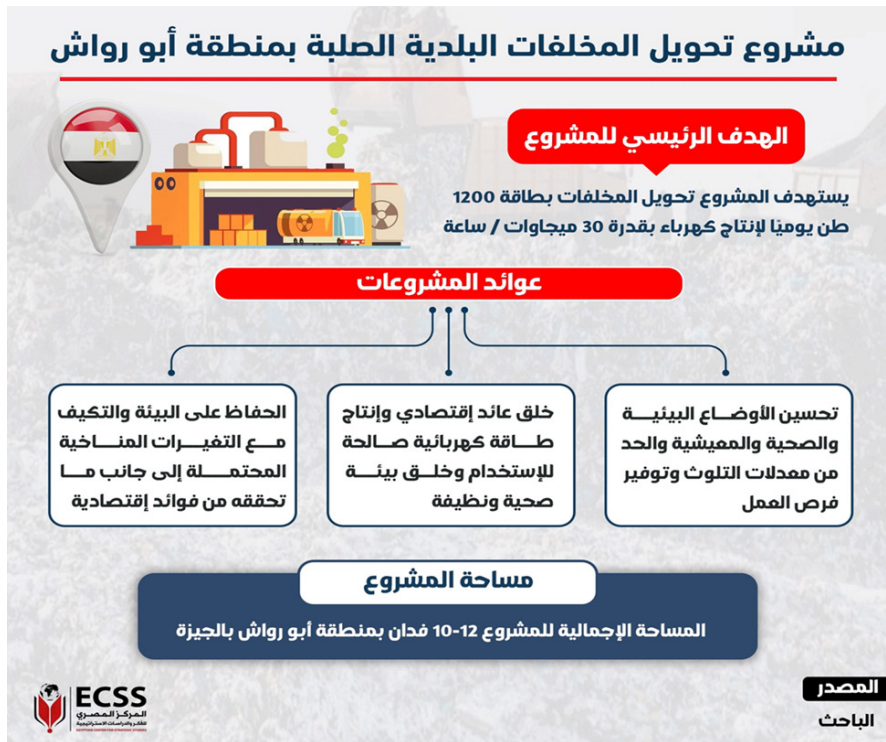 مشروع تحويل المخلفات البلدية الصلبة بمنطقة أبو رواش
الهدف الرئيسي للمشروع
يستهدف المشروع تحويل المخلفات بطاقة 1200
طن يوميًا لإنتاج كهرباء بقدرة 30 ميجاوات / ساعة
عوائد المشروعات
تحسين الأوضاع البيئية
والصحية والمعيشية والحد
من معدلات التلوث وتوفير
فرص العمل
خلق عائد إقتصادي وإنتاج
طاقة كهربائية صالحة
للإستخدام وخلق بيئة
صحية ونظيفة
الحفاظ على البيئة والتكيف
مع التغيرات المناخية
المحتملة إلى جانب ما
تحققه من فوائد إقتصادية
مساحة المشروع
المساحة الإجمالية للمشروع 12-10 فدان بمنطقة أبو رواش بالجيزة
المصدر
الباحث
ECSS
المركز المصري
للفكر والدراسات الاستراتيجية